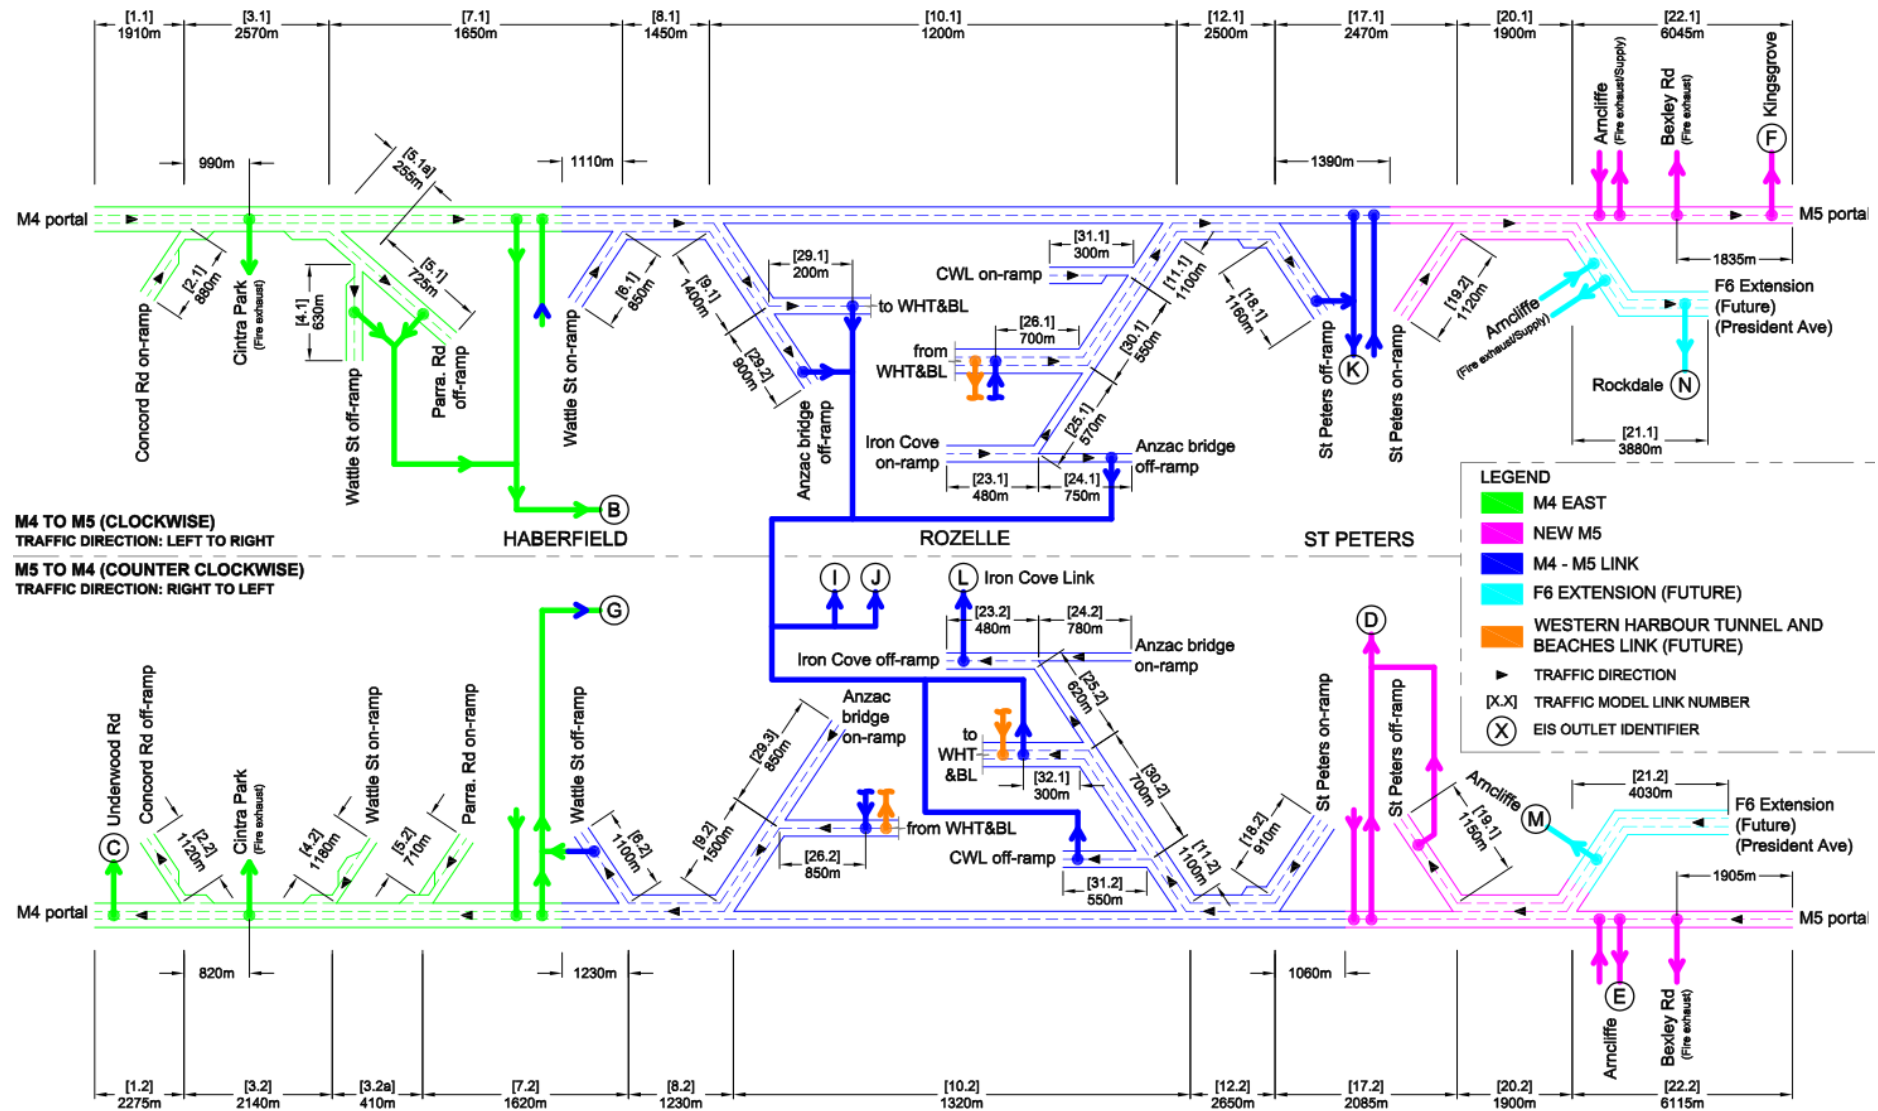 [1.1]
1910m
[3.1]
2570m
[7.1]
1650m
[8.1]
1450m
[10.1]
1200m
[12.1]
2500m
[17.1]
2470m
[20.1]
1900m
[22.1]
6045m
990m
[5.1a]
255m
1110m
1390m
Arncliffe
(Fire exhaust/Supply)
Bexley Rd
(Fire exhaust)
F
Kingsgrove
M4 portal
M5 portal
[2.1]
880m
Concord Rd on-ramp
Cintra Park
(Fire exhaust)
[4.1]
630m
[5.1]
725m
Wattle St off-ramp
Parra. Rd
off-ramp
B
Wattle St on-ramp
[6.1]
850m
[9.1]
1400m
[29.1]
200m
to WHT&BL
[29.2]
900m
Anzac bridge
off-ramp
[31.1]
300m
CWL on-ramp
[11.1]
1100m
[26.1]
700m
from
WHT&BL
[30.1]
550m
[25.1]
570m
Iron Cove
on-ramp
[23.1]
480m
[24.1]
750m
Anzac bridge
off-ramp
[18.1]
1160m
St Peters off-ramp
K
St Peters on-ramp
[19.2]
1120m
1835m
F6 Extension
(Future)
(President Ave)
Arncliffe
(Fire exhaust/Supply)
Rockdale
N
[21.1]
3880m
M4 TO M5 (CLOCKWISE)
TRAFFIC DIRECTION: LEFT TO RIGHT
HABERFIELD
ROZELLE
ST PETERS
M5 TO M4 (COUNTER CLOCKWISE)
TRAFFIC DIRECTION: RIGHT TO LEFT
LEGEND
M4 EAST
NEW M5
M4 - M5 LINK
F6 EXTENSION (FUTURE)
WESTERN HARBOUR TUNNEL AND
BEACHES LINK (FUTURE)
TRAFFIC DIRECTION
[X.X] TRAFFIC MODEL LINK NUMBER
X EIS OUTLET IDENTIFIER
G
I
J
L
Iron Cove Link
D
[23.2]
480m
[24.2]
780m
Iron Cove off-ramp
Anzac bridge
on-ramp
[25.2]
620m
Anzac
bridge
on-ramp
[29.3]
850m
to
WHT
&BL
[32.1]
300m
[30.2]
700m
C
Underwood Rd
Concord Rd off-ramp
[2.2]
1120m
Cintra Park
(Fire exhaust)
Wattle St on-ramp
[4.2]
1180m
Parra. Rd on-ramp
[5.2]
710m
Wattle St off-ramp
[6.2]
1100m
[9.2]
1500m
from WHT&BL
[26.2]
850m
CWL off-ramp
[31.2]
550m
[11.2]
1100m
[18.2]
910m
St Peters on-ramp
St Peters off-ramp
[19.1]
1150m
Arncliffe
M
[21.2]
4030m
F6 Extension
(Future)
(President Ave)
M4 portal
M5 portal
1905m
820m
1230m
1060m
E
Arncliffe
Bexley Rd
(Fire exhaust)
[1.2]
2275m
[3.2]
2140m
[3.2a]
410m
[7.2]
1620m
[8.2]
1230m
[10.2]
1320m
[12.2]
2650m
[17.2]
2085m
[20.2]
1900m
[22.2]
6115m